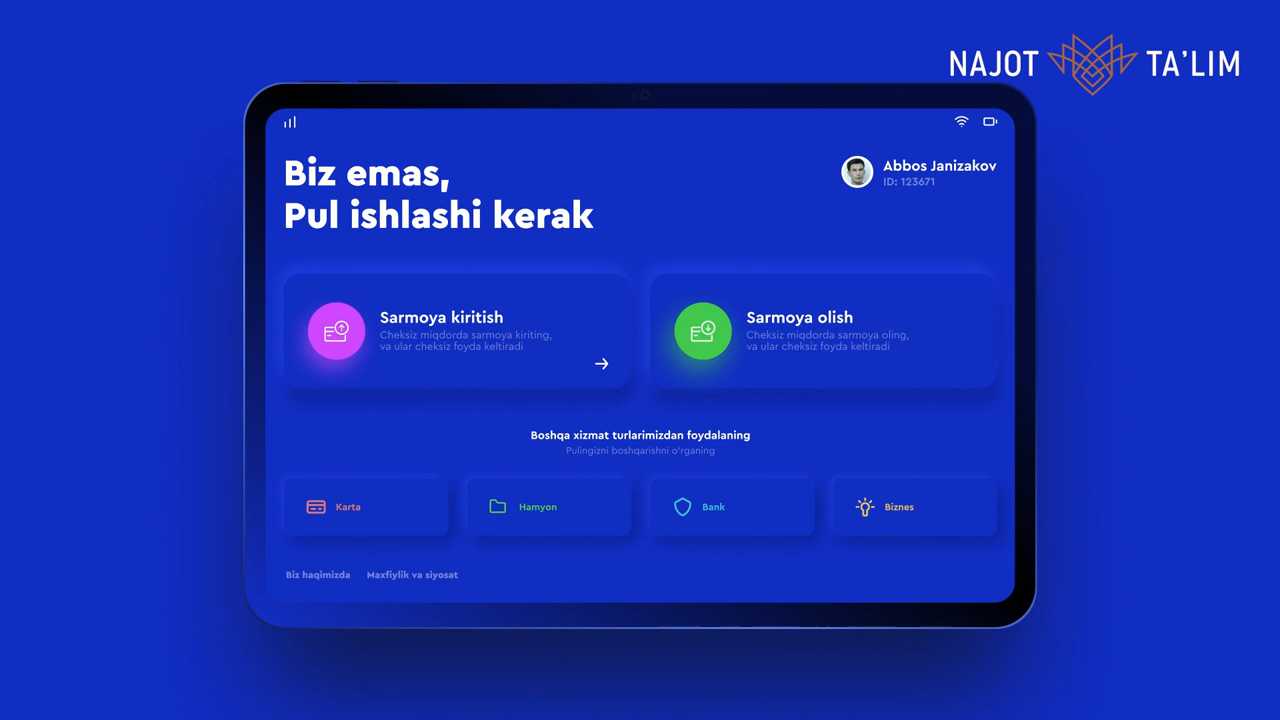 NAJOT TA’LIM
Biz emas,
Pul ishlashi kerak
Abbos Janizakov
ID: 123671
Sarmoya kiritish
Cheksiz miqdorda sarmoya kiriting,
va ular cheksiz foyda keltiradi
Sarmoya olish
Cheksiz miqdorda sarmoya oling,
va ular cheksiz foyda keltiradi
Boshqa xizmat turlarimizdan foydalaning
Pulingizni boshqarishni o'rganing
Karta
Hamyon
Bank
Biznes
Biz haqimizda
Maxfiylik va siyosat